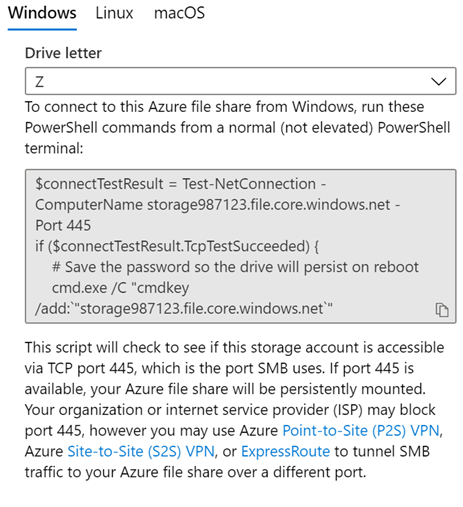 Windows Linux macOS
Drive letter
Z
To connect to this Azure file share from Windows, run these
PowerShell commands from a normal (not elevated) PowerShell
terminal:
$connectTestResult = Test-NetConnection -
ComputerName storage987123.file.core.windows.net -
Port 445
if ($connectTestResult.TcpTestSucceeded) {
# Save the password so the drive will persist on reboot
cmd.exe /C "cmdkey
/add:`"storage987123.file.core.windows.net`"
This script will check to see if this storage account is accessible
via TCP port 445, which is the port SMB uses. If port 445 is
available, your Azure file share will be persistently mounted.
Your organization or internet service provider (ISP) may block
port 445, however you may use Azure Point-to-Site (P2S) VPN,
Azure Site-to-Site (S2S) VPN, or ExpressRoute to tunnel SMB
traffic to your Azure file share over a different port.